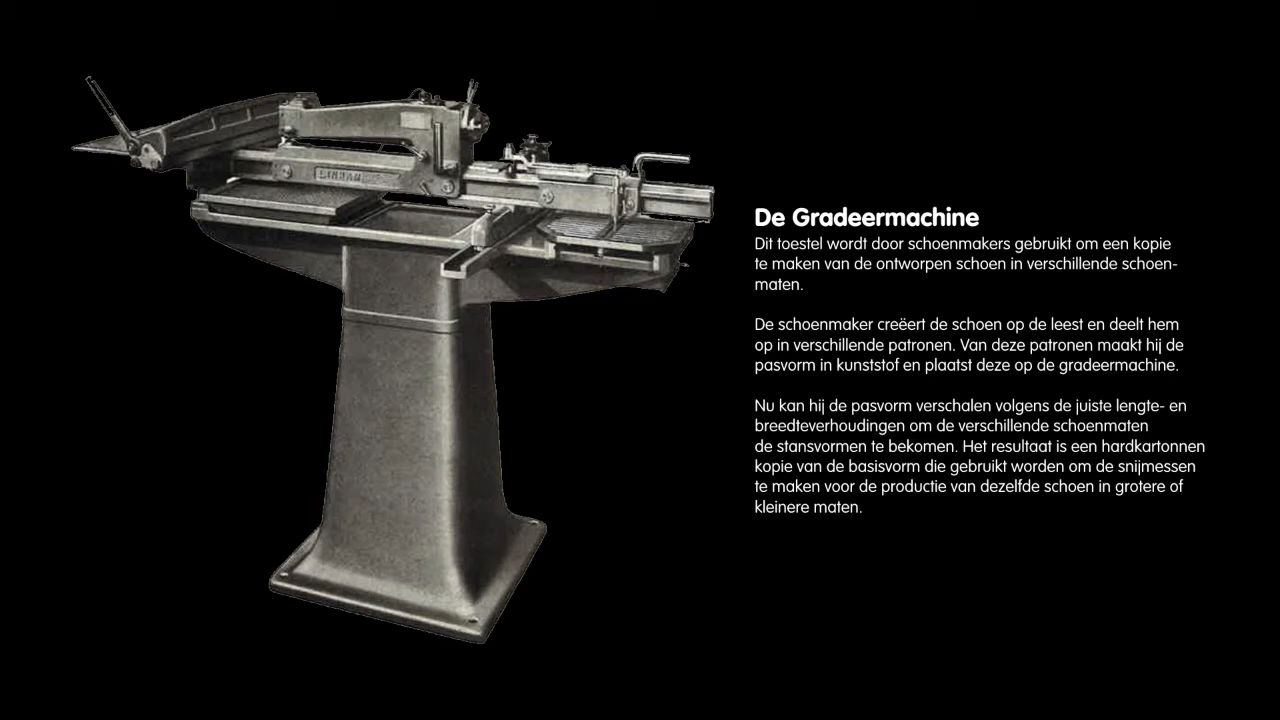 De Gradeermachine
Dit toestel wordt door schoenmakers gebruikt om een kopie
te maken van de ontworpen schoen in verschillende schoen-
maten.
De schoenmaker creëert de schoen op de leest en deelt hem
op in verschillende patronen. Van deze patronen maakt hij de
pasvorm in kunststof en plaatst deze op de gradeermachine.
Nu kan hij de pasvorm verschalen volgens de juiste lengte- en
breedteverhoudingen om de verschillende schoenmaten
de stansvormen te bekomen. Het resultaat is een hardkartonnen
kopie van de basisvorm die gebruikt worden om de snijmessen
te maken voor de productie van dezelfde schoen in grotere of
kleinere maten.